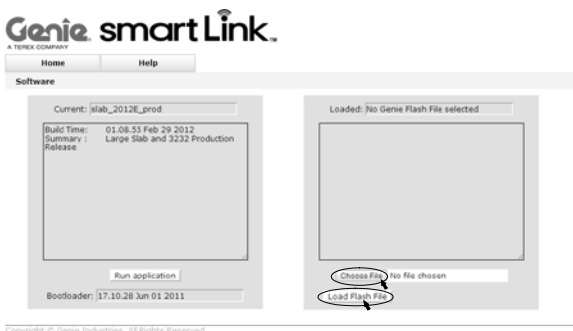 Genie smartLink™
A TEREX COMPANY
Home Help
Software
Current: slab_2012E_prod
Build Time: 01.08.55 Feb 29 2012
Summary : Large Slab and 3232 Production
Release
Run application
Bootloader: 17.10.28 Jun 01 2011
Loaded: No Genie Flash File selected
Choose File No file chosen
Load Flash File
Copyright © Genie Industries. All Rights Reserved